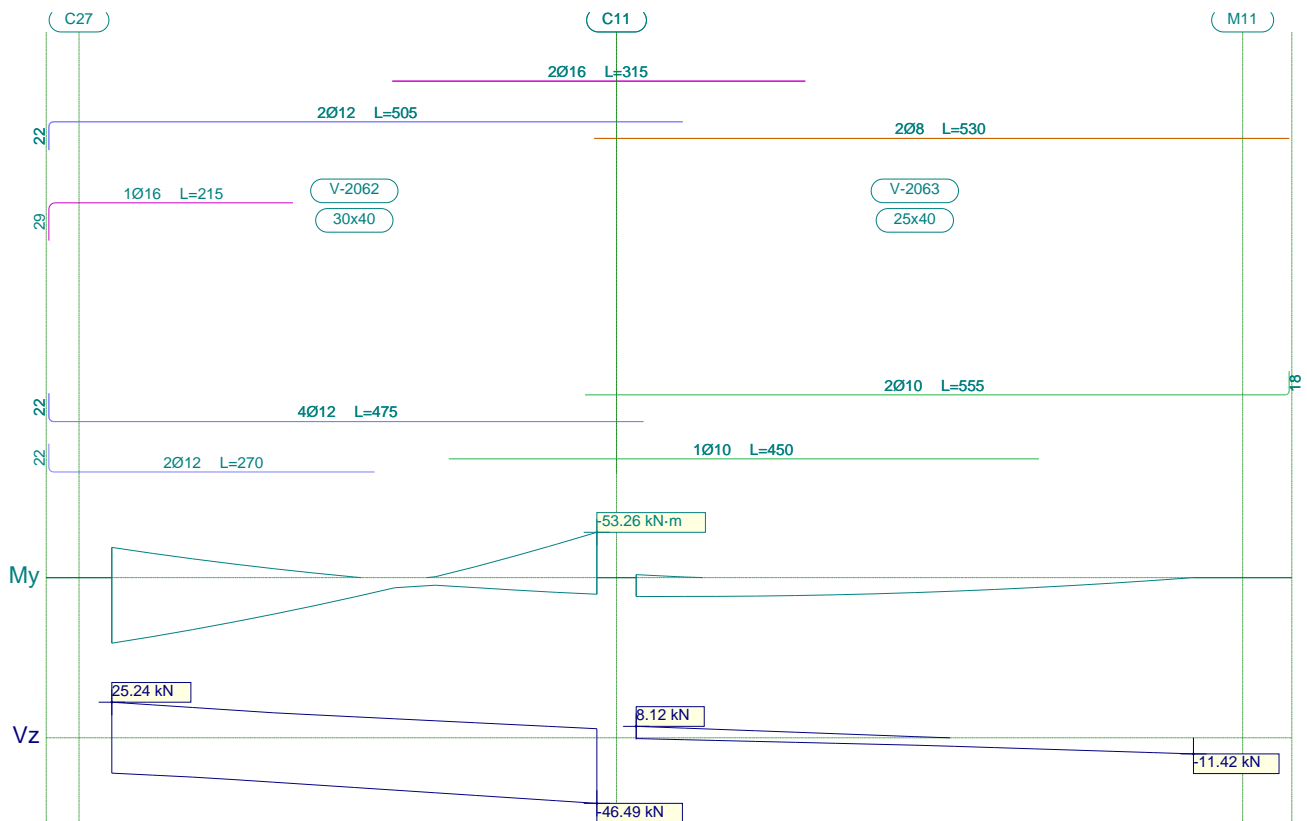 C27
C11
M11
2Ø16 L=315
2Ø12 L=505
22
2Ø8 L=530
1Ø16 L=215
29
V-2062
30x40
V-2063
25x40
2Ø10 L=555
18
22
4Ø12 L=475
1Ø10 L=450
22
2Ø12 L=270
-53.26 kN·m
My
25.24 kN
8.12 kN
Vz
-11.42 kN
-46.49 kN